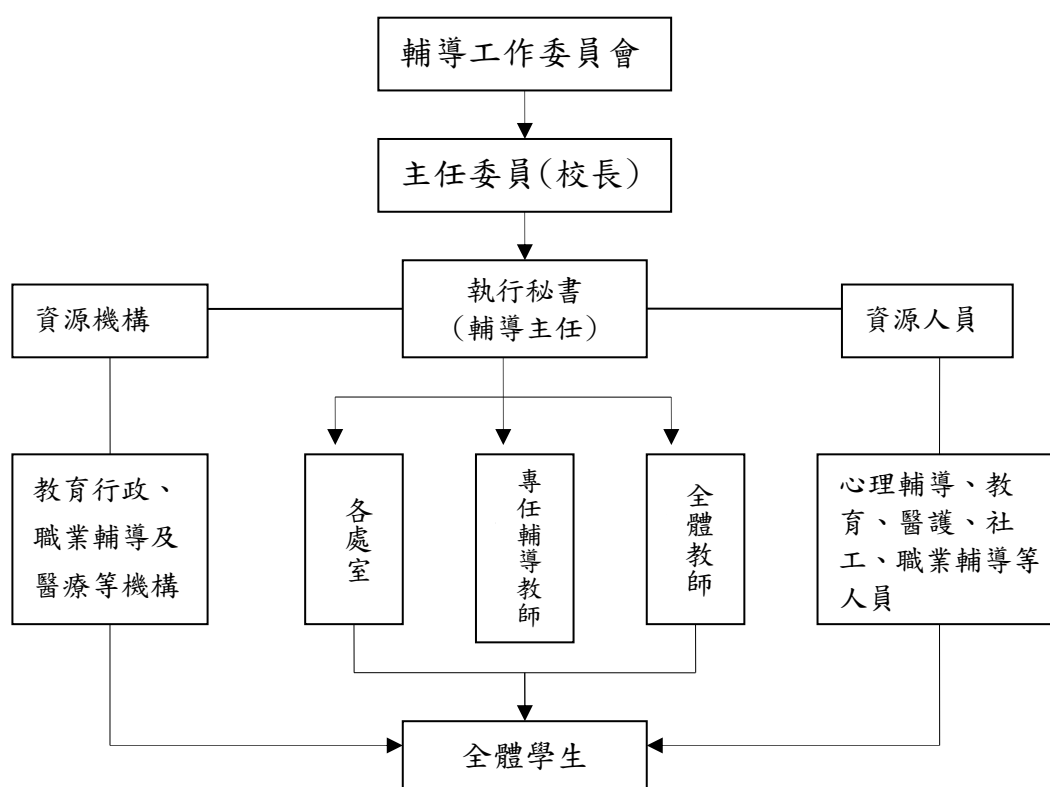 輔導工作委員會
主任委員(校長)
執行秘書
(輔導主任)
資源機構
資源人員
教育行政、
職業輔導及
醫療等機構
各處室
專任輔導教師
全體教師
心理輔導、教
育、醫護、社
工、職業輔導等
人員
全體學生